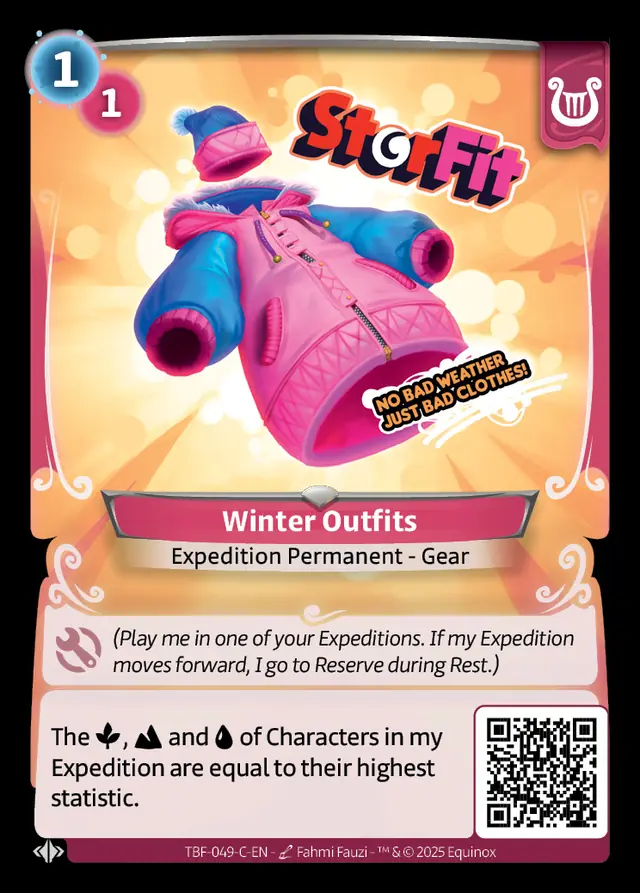 1
1
StarFit
NO BAD WEATHER
JUST BAD CLOTHES!
Winter Outfits
Expedition Permanent - Gear
(Play me in one of your Expeditions. If my Expedition
moves forward, I go to Reserve during Rest.)
The , and of Characters in my
Expedition are equal to their highest
statistic.
TBF-049-C-EN - Fahmi Fauzi - ™ & © 2025 Equinox